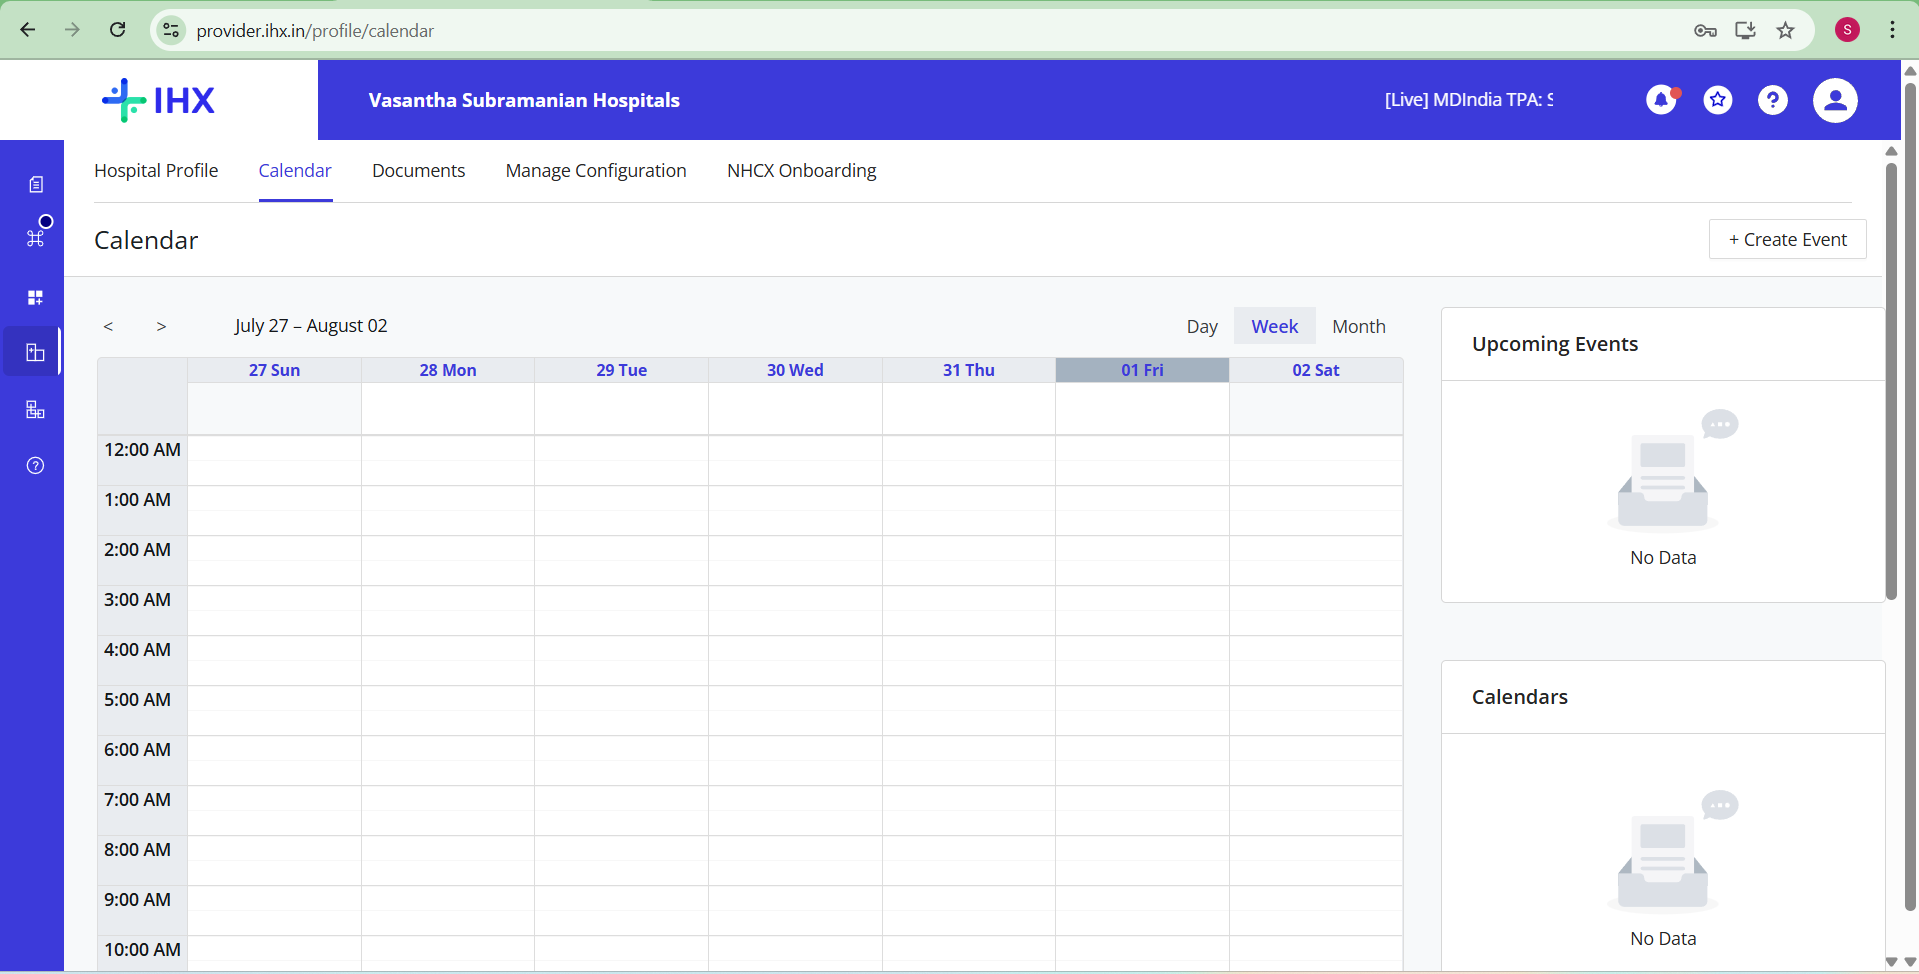 provider.ihx.in/profile/calendar
S
IHX
Vasantha Subramanian Hospitals
[Live] MDIndia TPA: S
Hospital Profile
Calendar
Documents
Manage Configuration
NHCX Onboarding
Calendar
+ Create Event
<
>
July 27 – August 02
Day
Week
Month
27 Sun
28 Mon
29 Tue
30 Wed
31 Thu
01 Fri
02 Sat
12:00 AM
1:00 AM
2:00 AM
3:00 AM
4:00 AM
5:00 AM
6:00 AM
7:00 AM
8:00 AM
9:00 AM
10:00 AM
Upcoming Events
No Data
Calendars
No Data